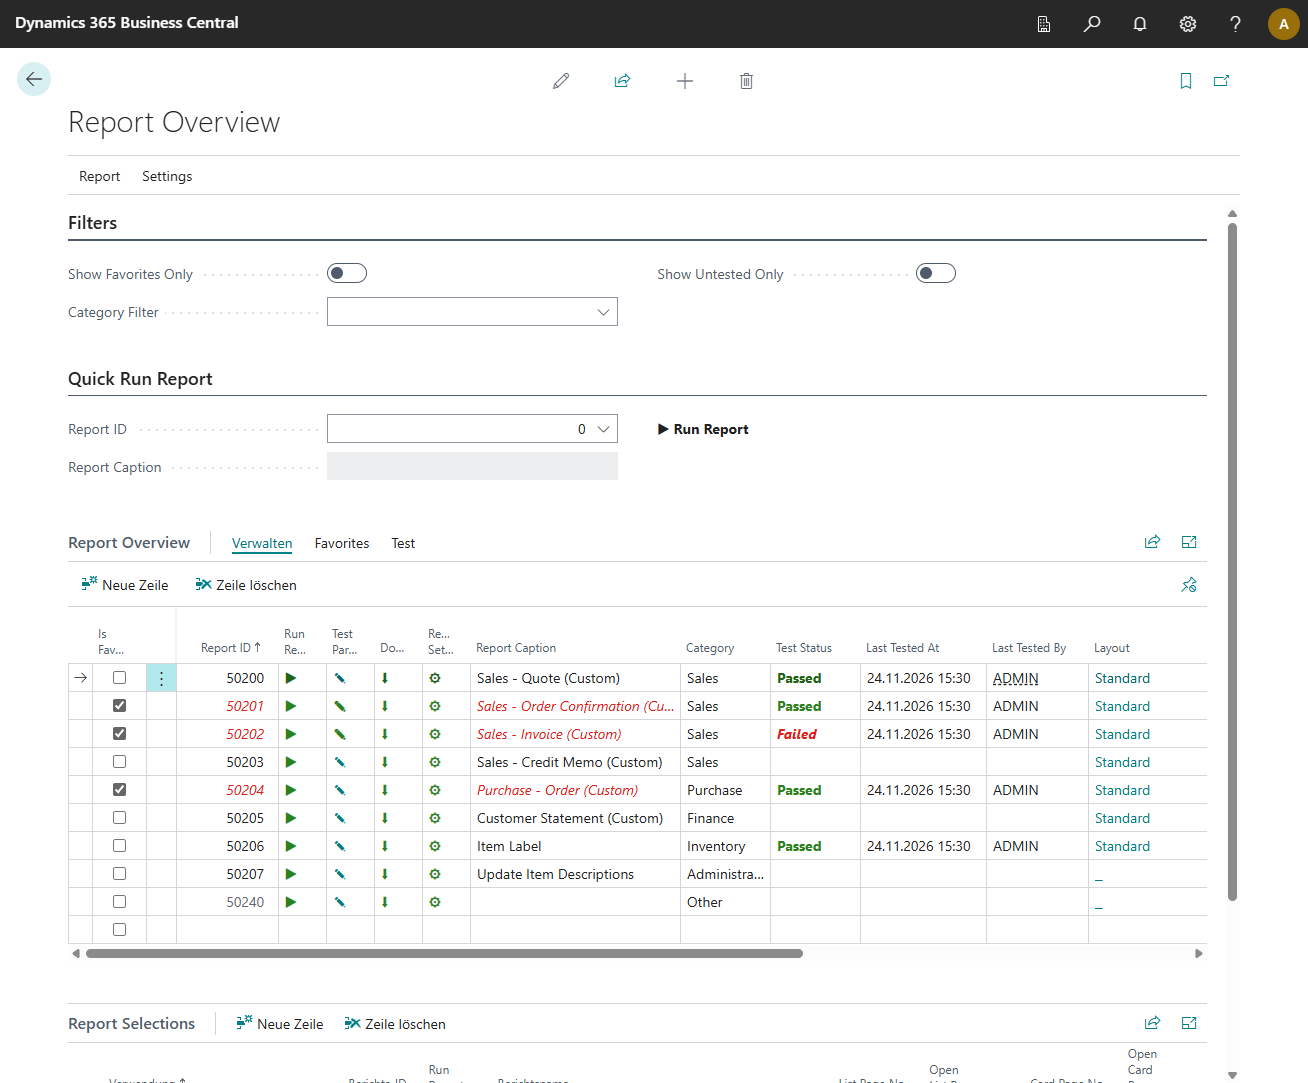 Dynamics 365 Business Central
A
Report Overview
Report
Settings
Filters
Show Favorites Only
Show Untested Only
Category Filter
Quick Run Report
Report ID
0
Run Report
Report Caption
Report Overview
Verwalten
Favorites
Test
Neue Zeile
Zeile löschen
Is Fav...
Report ID
Run Re...
Test Par...
Do...
Re... Set...
Report Caption
Category
Test Status
Last Tested At
Last Tested By
Layout
50200 Sales - Quote (Custom) Sales Passed 24.11.2026 15:30 ADMIN Standard
50201 Sales - Order Confirmation (Cu... Sales Passed 24.11.2026 15:30 ADMIN Standard
50202 Sales - Invoice (Custom) Sales Failed 24.11.2026 15:30 ADMIN Standard
50203 Sales - Credit Memo (Custom) Sales Standard
50204 Purchase - Order (Custom) Purchase Passed 24.11.2026 15:30 ADMIN Standard
50205 Customer Statement (Custom) Finance Standard
50206 Item Label Inventory Passed 24.11.2026 15:30 ADMIN Standard
50207 Update Item Descriptions Administra... _
50240 Other _
Report Selections
Neue Zeile
Zeile löschen
Run
Open
Open Card